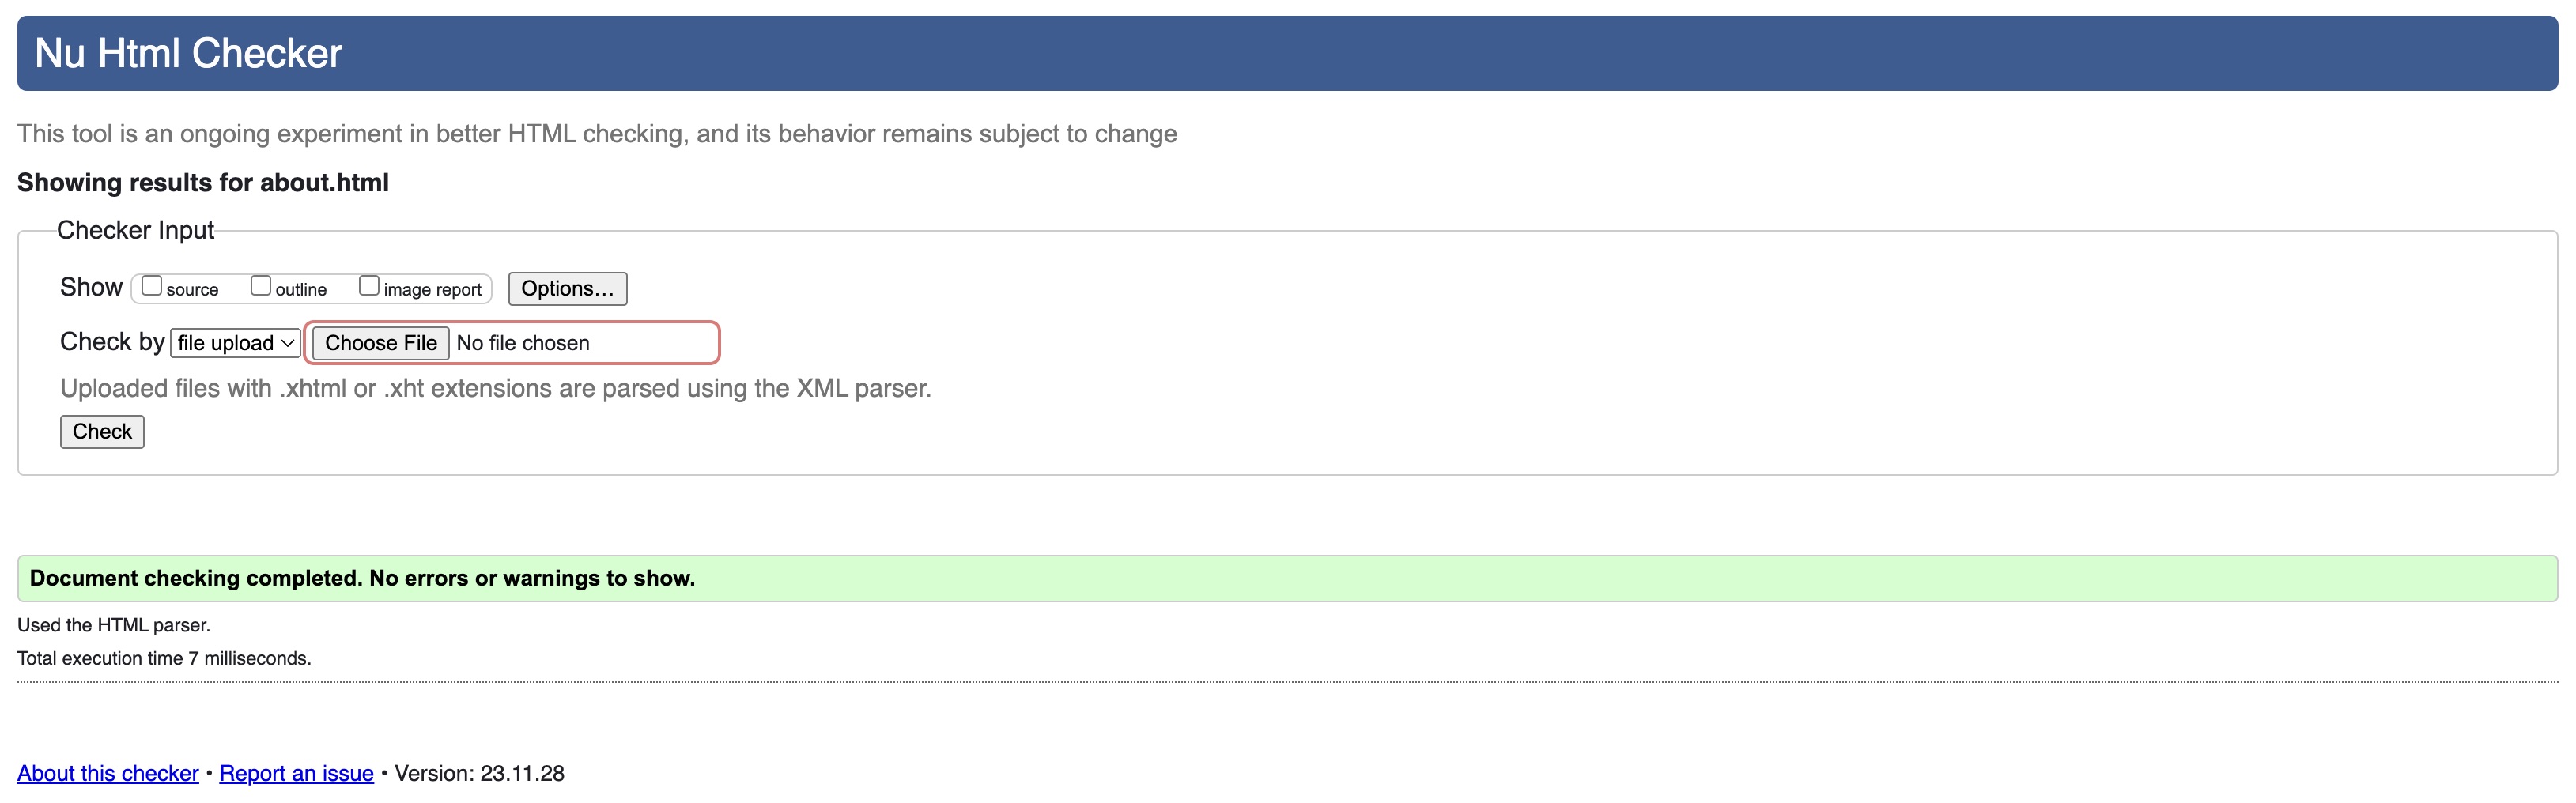 Nu Html Checker
This tool is an ongoing experiment in better HTML checking, and its behavior remains subject to change
Showing results for about.html
Checker Input
Show source outline image report Options...
Check by file upload Choose File No file chosen
Uploaded files with .xhtml or .xht extensions are parsed using the XML parser.
Check
Document checking completed. No errors or warnings to show.
Used the HTML parser.
Total execution time 7 milliseconds.
About this checker • Report an issue • Version: 23.11.28